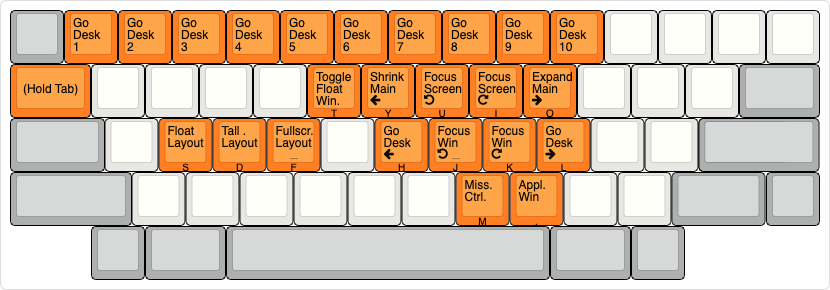 Go Desk 1
Go Desk 2
Go Desk 3
Go Desk 4
Go Desk 5
Go Desk 6
Go Desk 7
Go Desk 8
Go Desk 9
Go Desk 10
(Hold Tab)
Toggle Float Win.
T
Shrink Main
Y
Focus Screen
U
Focus Screen
I
Expand Main
O
Float Layout
S
Tall . Layout
D
Fullscr. Layout _
F
Go Desk
H
Focus Win _
J
Focus Win
K
Go Desk
L
Miss. Ctrl.
M
Appl. Win
,